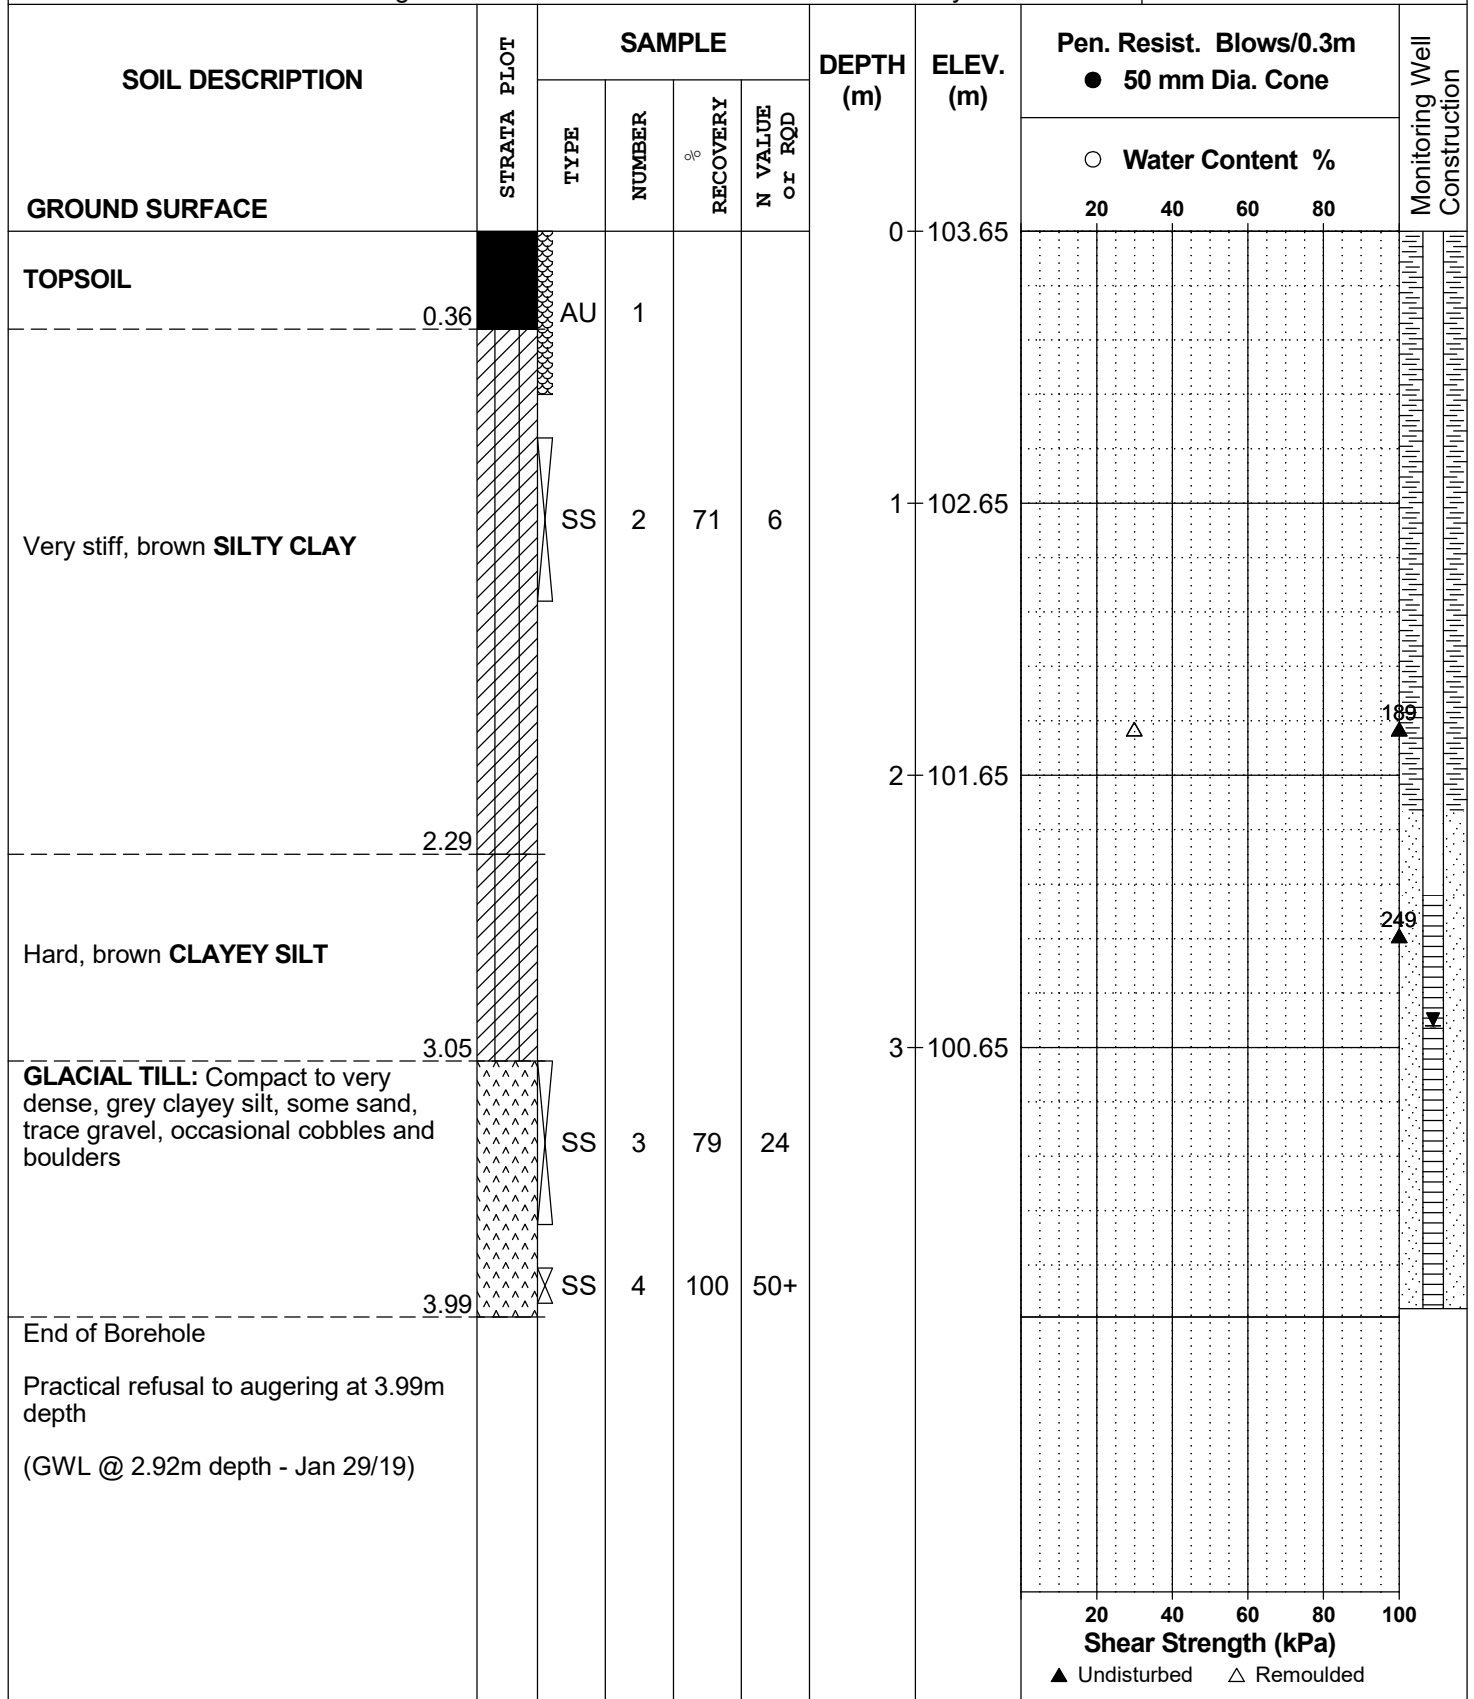 SOIL DESCRIPTION
GROUND SURFACE
STRATA PLOT
SAMPLE
TYPE
NUMBER
%
RECOVERY
N VALUE
or RQD
DEPTH
(m)
ELEV.
(m)
Pen. Resist. Blows/0.3m
● 50 mm Dia. Cone
○ Water Content %
20 40 60 80
Monitoring Well
Construction
0 103.65
TOPSOIL
0.36
AU 1
1 102.65
SS 2 71 6
Very stiff, brown SILTY CLAY
189
2 101.65
2.29
249
Hard, brown CLAYEY SILT
3.05
3 100.65
GLACIAL TILL: Compact to very
dense, grey clayey silt, some sand,
trace gravel, occasional cobbles and
boulders
SS 3 79 24
SS 4 100 50+
3.99
End of Borehole
Practical refusal to augering at 3.99m
depth
(GWL @ 2.92m depth - Jan 29/19)
20 40 60 80 100
Shear Strength (kPa)
▲ Undisturbed △ Remoulded